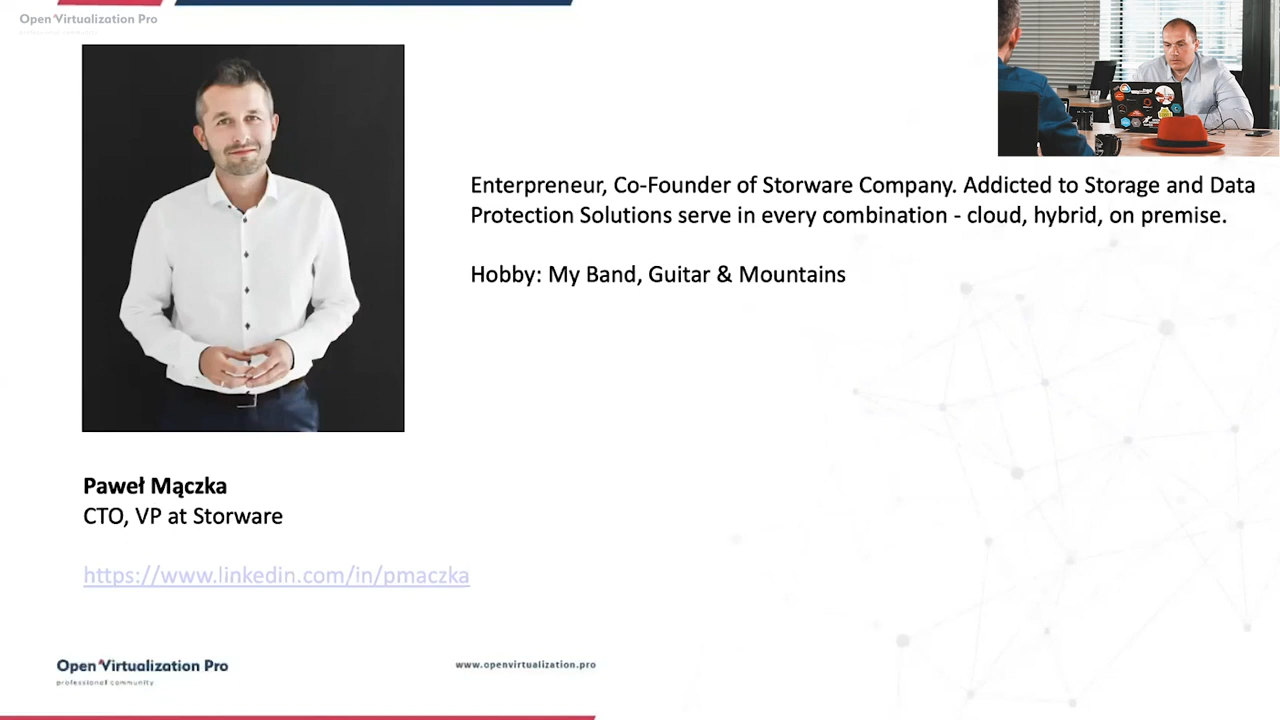 Open Virtualization Pro
professional community
Enterpreneur, Co-Founder of Storware Company. Addicted to Storage and Data
Protection Solutions serve in every combination - cloud, hybrid, on premise.
Hobby: My Band, Guitar & Mountains
Paweł Mączka
CTO, VP at Storware
https://www.linkedin.com/in/pmaczka
Open Virtualization Pro
professional community
www.openvirtualization.pro